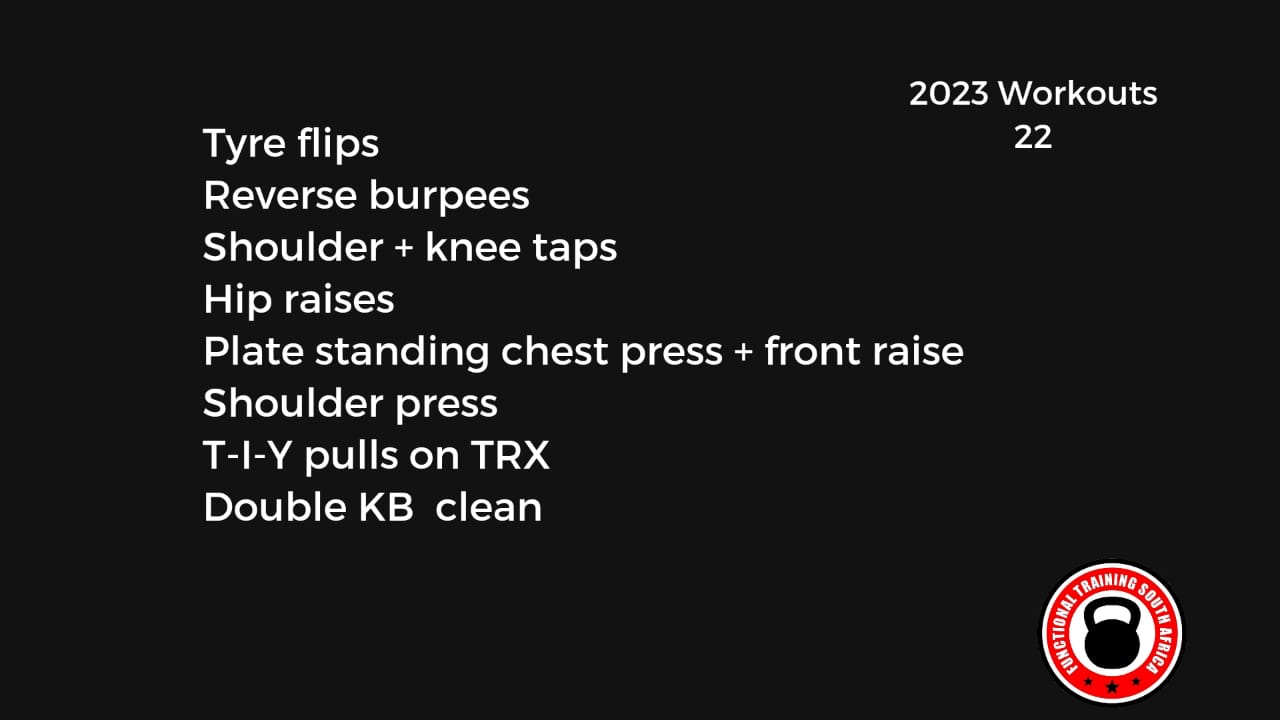 2023 Workouts
22
Tyre flips
Reverse burpees
Shoulder + knee taps
Hip raises
Plate standing chest press + front raise
Shoulder press
T-I-Y pulls on TRX
Double KB  clean
FUNCTIONAL TRAINING SOUTH AFRICA